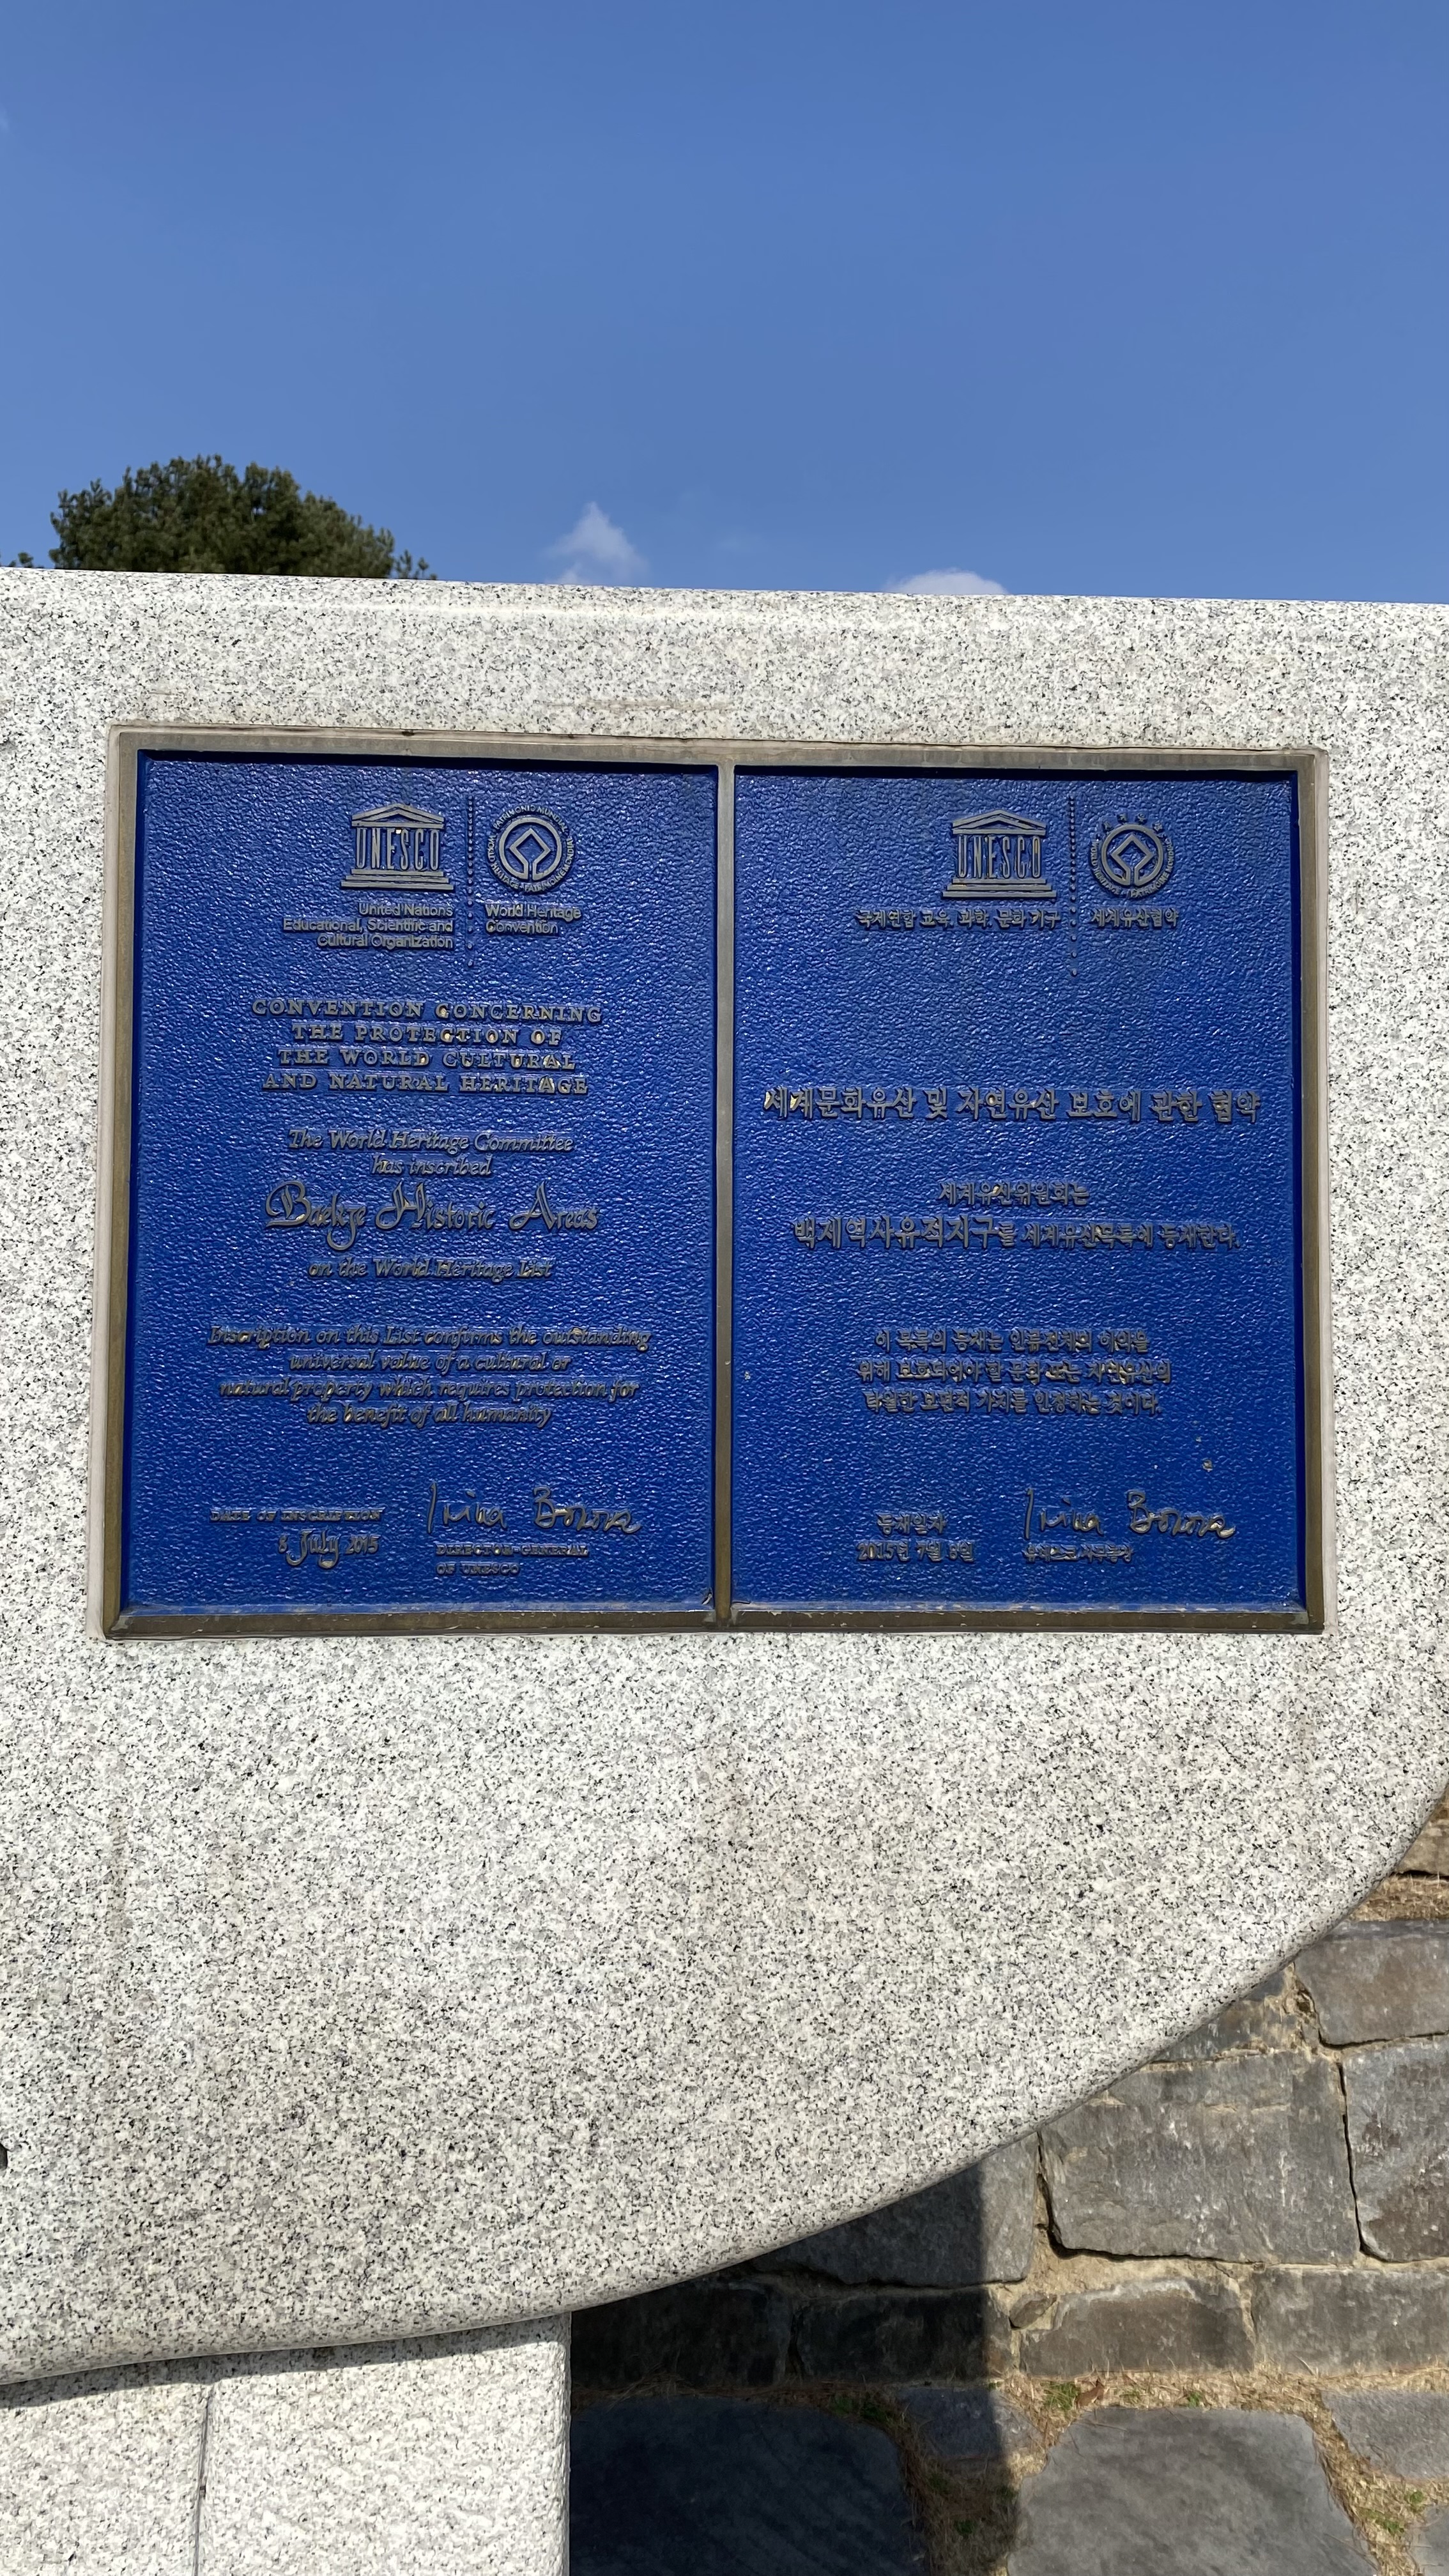 UNESCO
United Nations
Educational, Scientific and
Cultural Organization
World Heritage
Convention
CONVENTION CONCERNING
THE PROTECTION OF
THE WORLD CULTURAL
AND NATURAL HERITAGE
The World Heritage Committee
has inscribed
Baekje Historic Areas
on the World Heritage List
Inscription on this List confirms the outstanding
universal value of a cultural or
natural property which requires protection for
the benefit of all humanity
DATE OF INSCRIPTION
8 July 2015
Irina Bokova
DIRECTOR-GENERAL
OF UNESCO
UNESCO
국제연합 교육, 과학, 문화 기구
세계유산협약
세계문화유산 및 자연유산 보호에 관한 협약
세계유산위원회는
백제역사유적지구를 세계유산목록에 등재한다.
이 목록의 등재는 인류전체의 이익을
위해 보호되어야 할 문화 또는 자연유산의
탁월한 보편적 가치를 인정하는 것이다.
등재일자
2015년 7월 8일
Irina Bokova
유네스코 사무총장